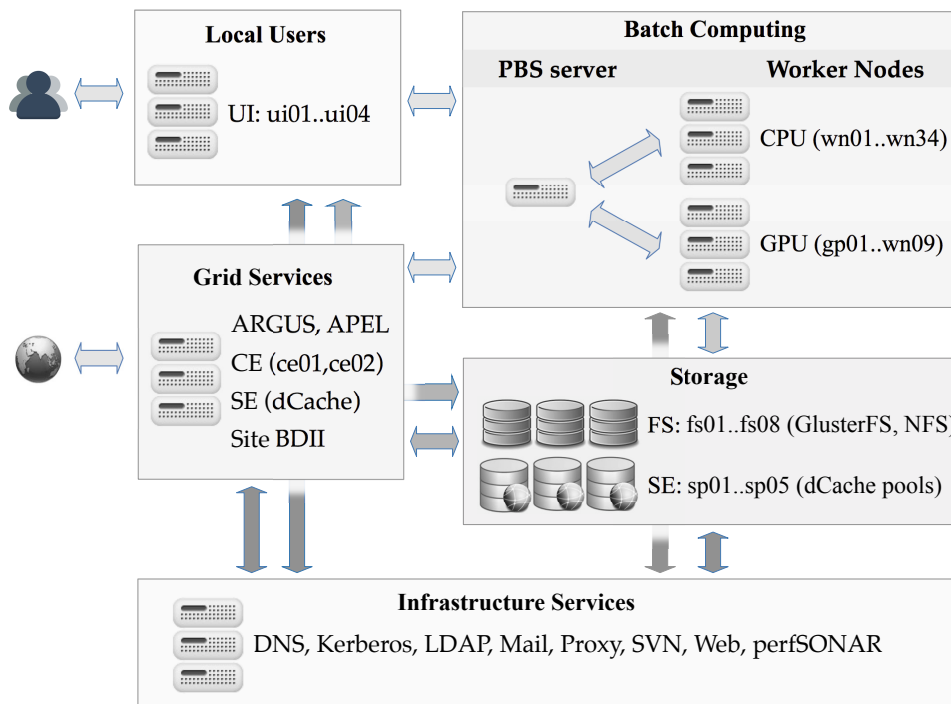 Local Users
UI: ui01..ui04
Batch Computing
PBS server
Worker Nodes
CPU (wn01..wn34)
GPU (gp01..wn09)
Grid Services
ARGUS, APEL
CE (ce01,ce02)
SE (dCache)
Site BDII
Storage
FS: fs01..fs08 (GlusterFS, NFS)
SE: sp01..sp05 (dCache pools)
Infrastructure Services
DNS, Kerberos, LDAP, Mail, Proxy, SVN, Web, perfSONAR